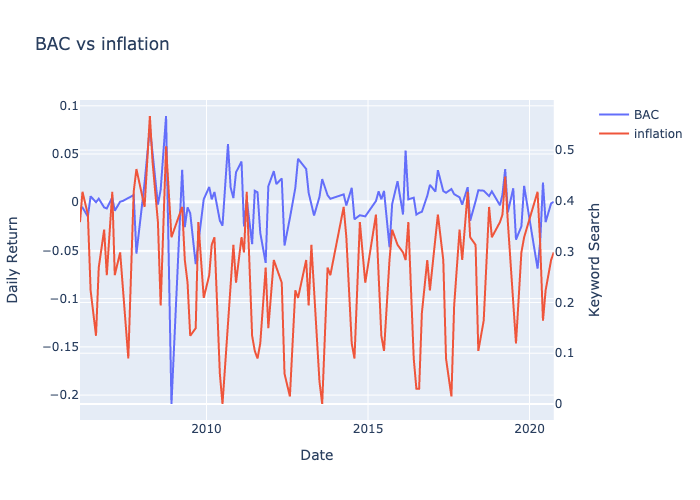 BAC vs inflation
BAC
inflation
0.1
0.05
0
−0.05
−0.1
−0.15
−0.2
Daily Return
0.5
0.4
0.3
0.2
0.1
0
Keyword Search
2010
2015
2020
Date